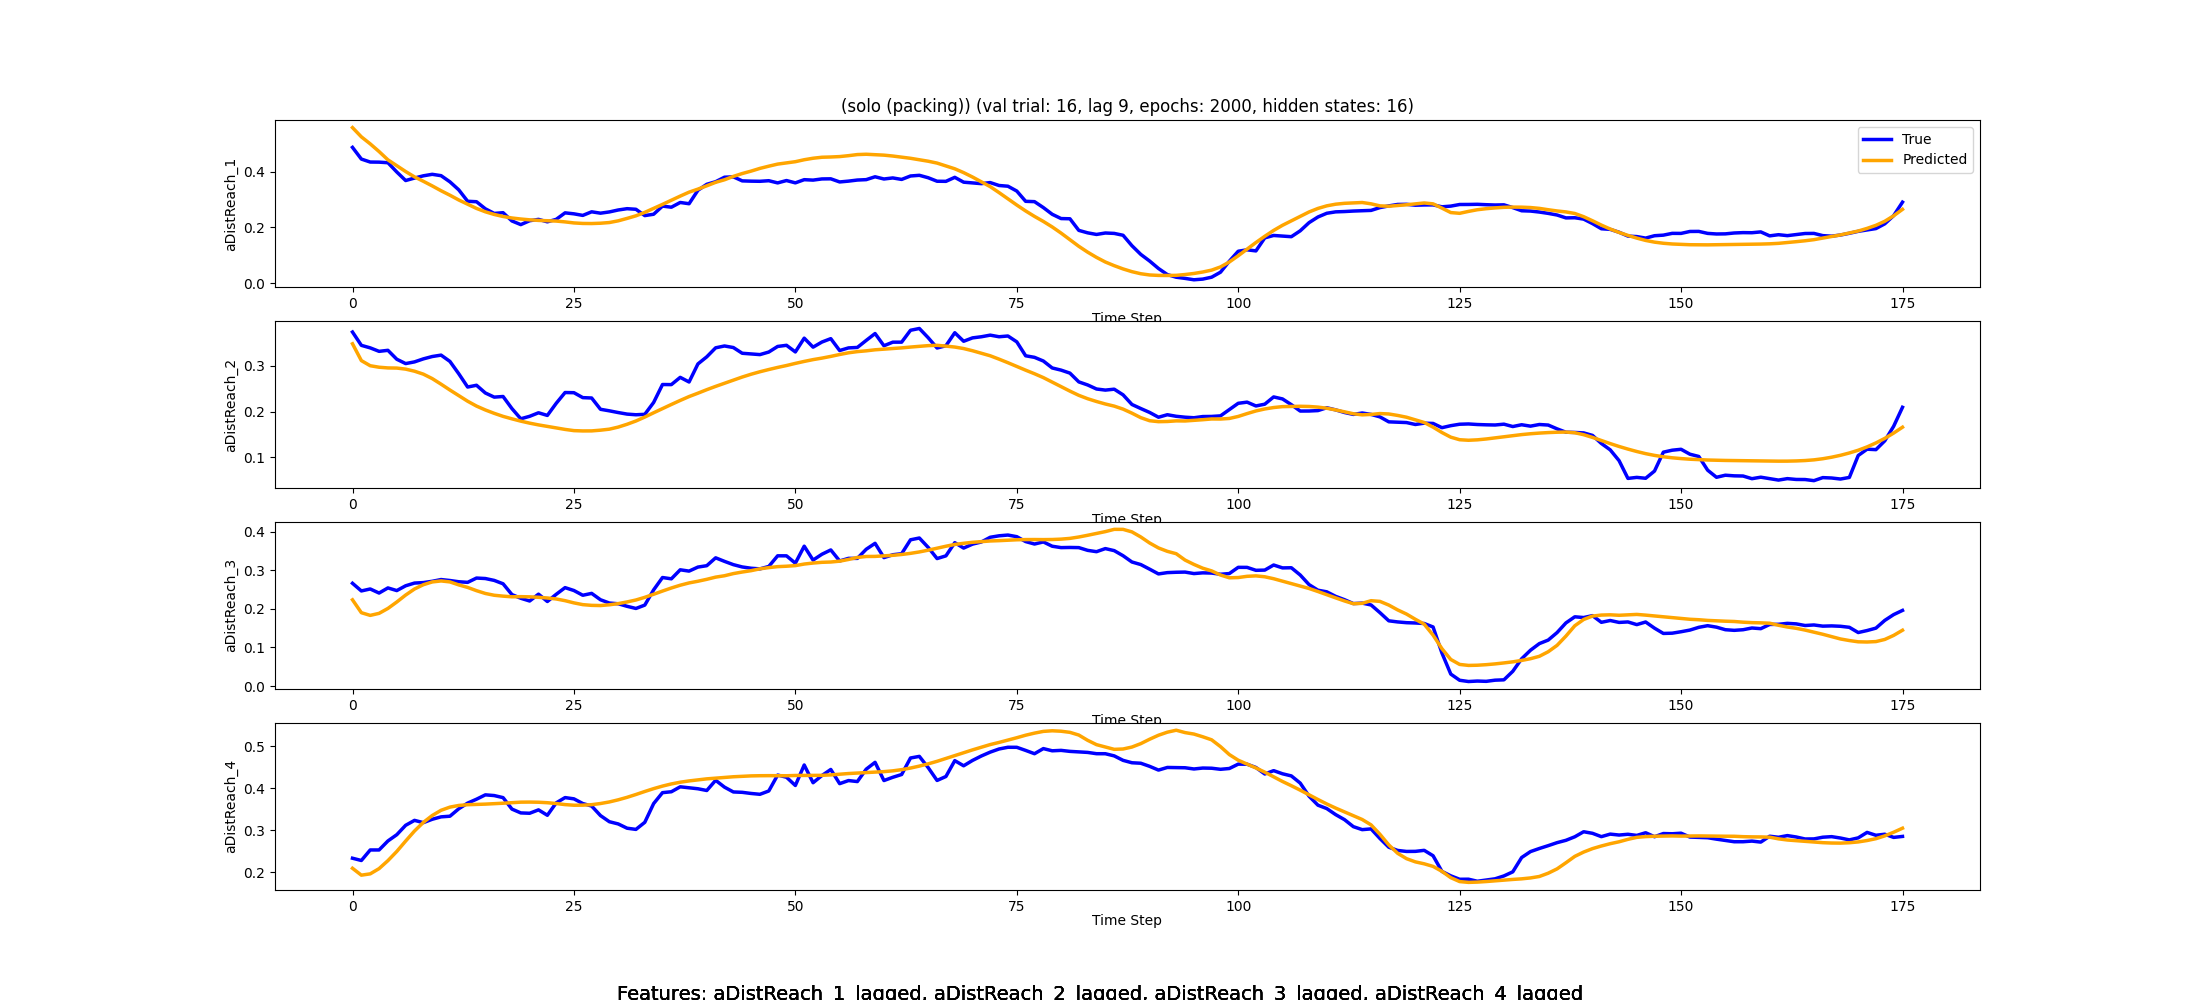 (solo (packing)) (val trial: 16, lag 9, epochs: 2000, hidden states: 16)
True
Predicted
aDistReach_1
0.4
0.2
0.0
0 25 50 75 100 125 150 175
Time Step
aDistReach_2
0.3
0.2
0.1
0 25 50 75 100 125 150 175
Time Step
aDistReach_3
0.4
0.3
0.2
0.1
0.0
0 25 50 75 100 125 150 175
Time Step
aDistReach_4
0.5
0.4
0.3
0.2
0 25 50 75 100 125 150 175
Time Step
Features: aDistReach_1_lagged, aDistReach_2_lagged, aDistReach_3_lagged, aDistReach_4_lagged